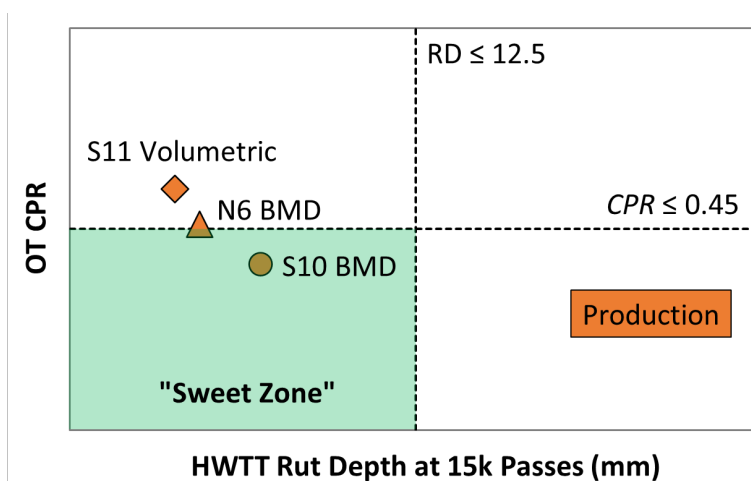 RD ≤ 12.5
S11 Volumetric
CPR ≤ 0.45
N6 BMD
OT CPR
S10 BMD
Production
"Sweet Zone"
HWTT Rut Depth at 15k Passes (mm)